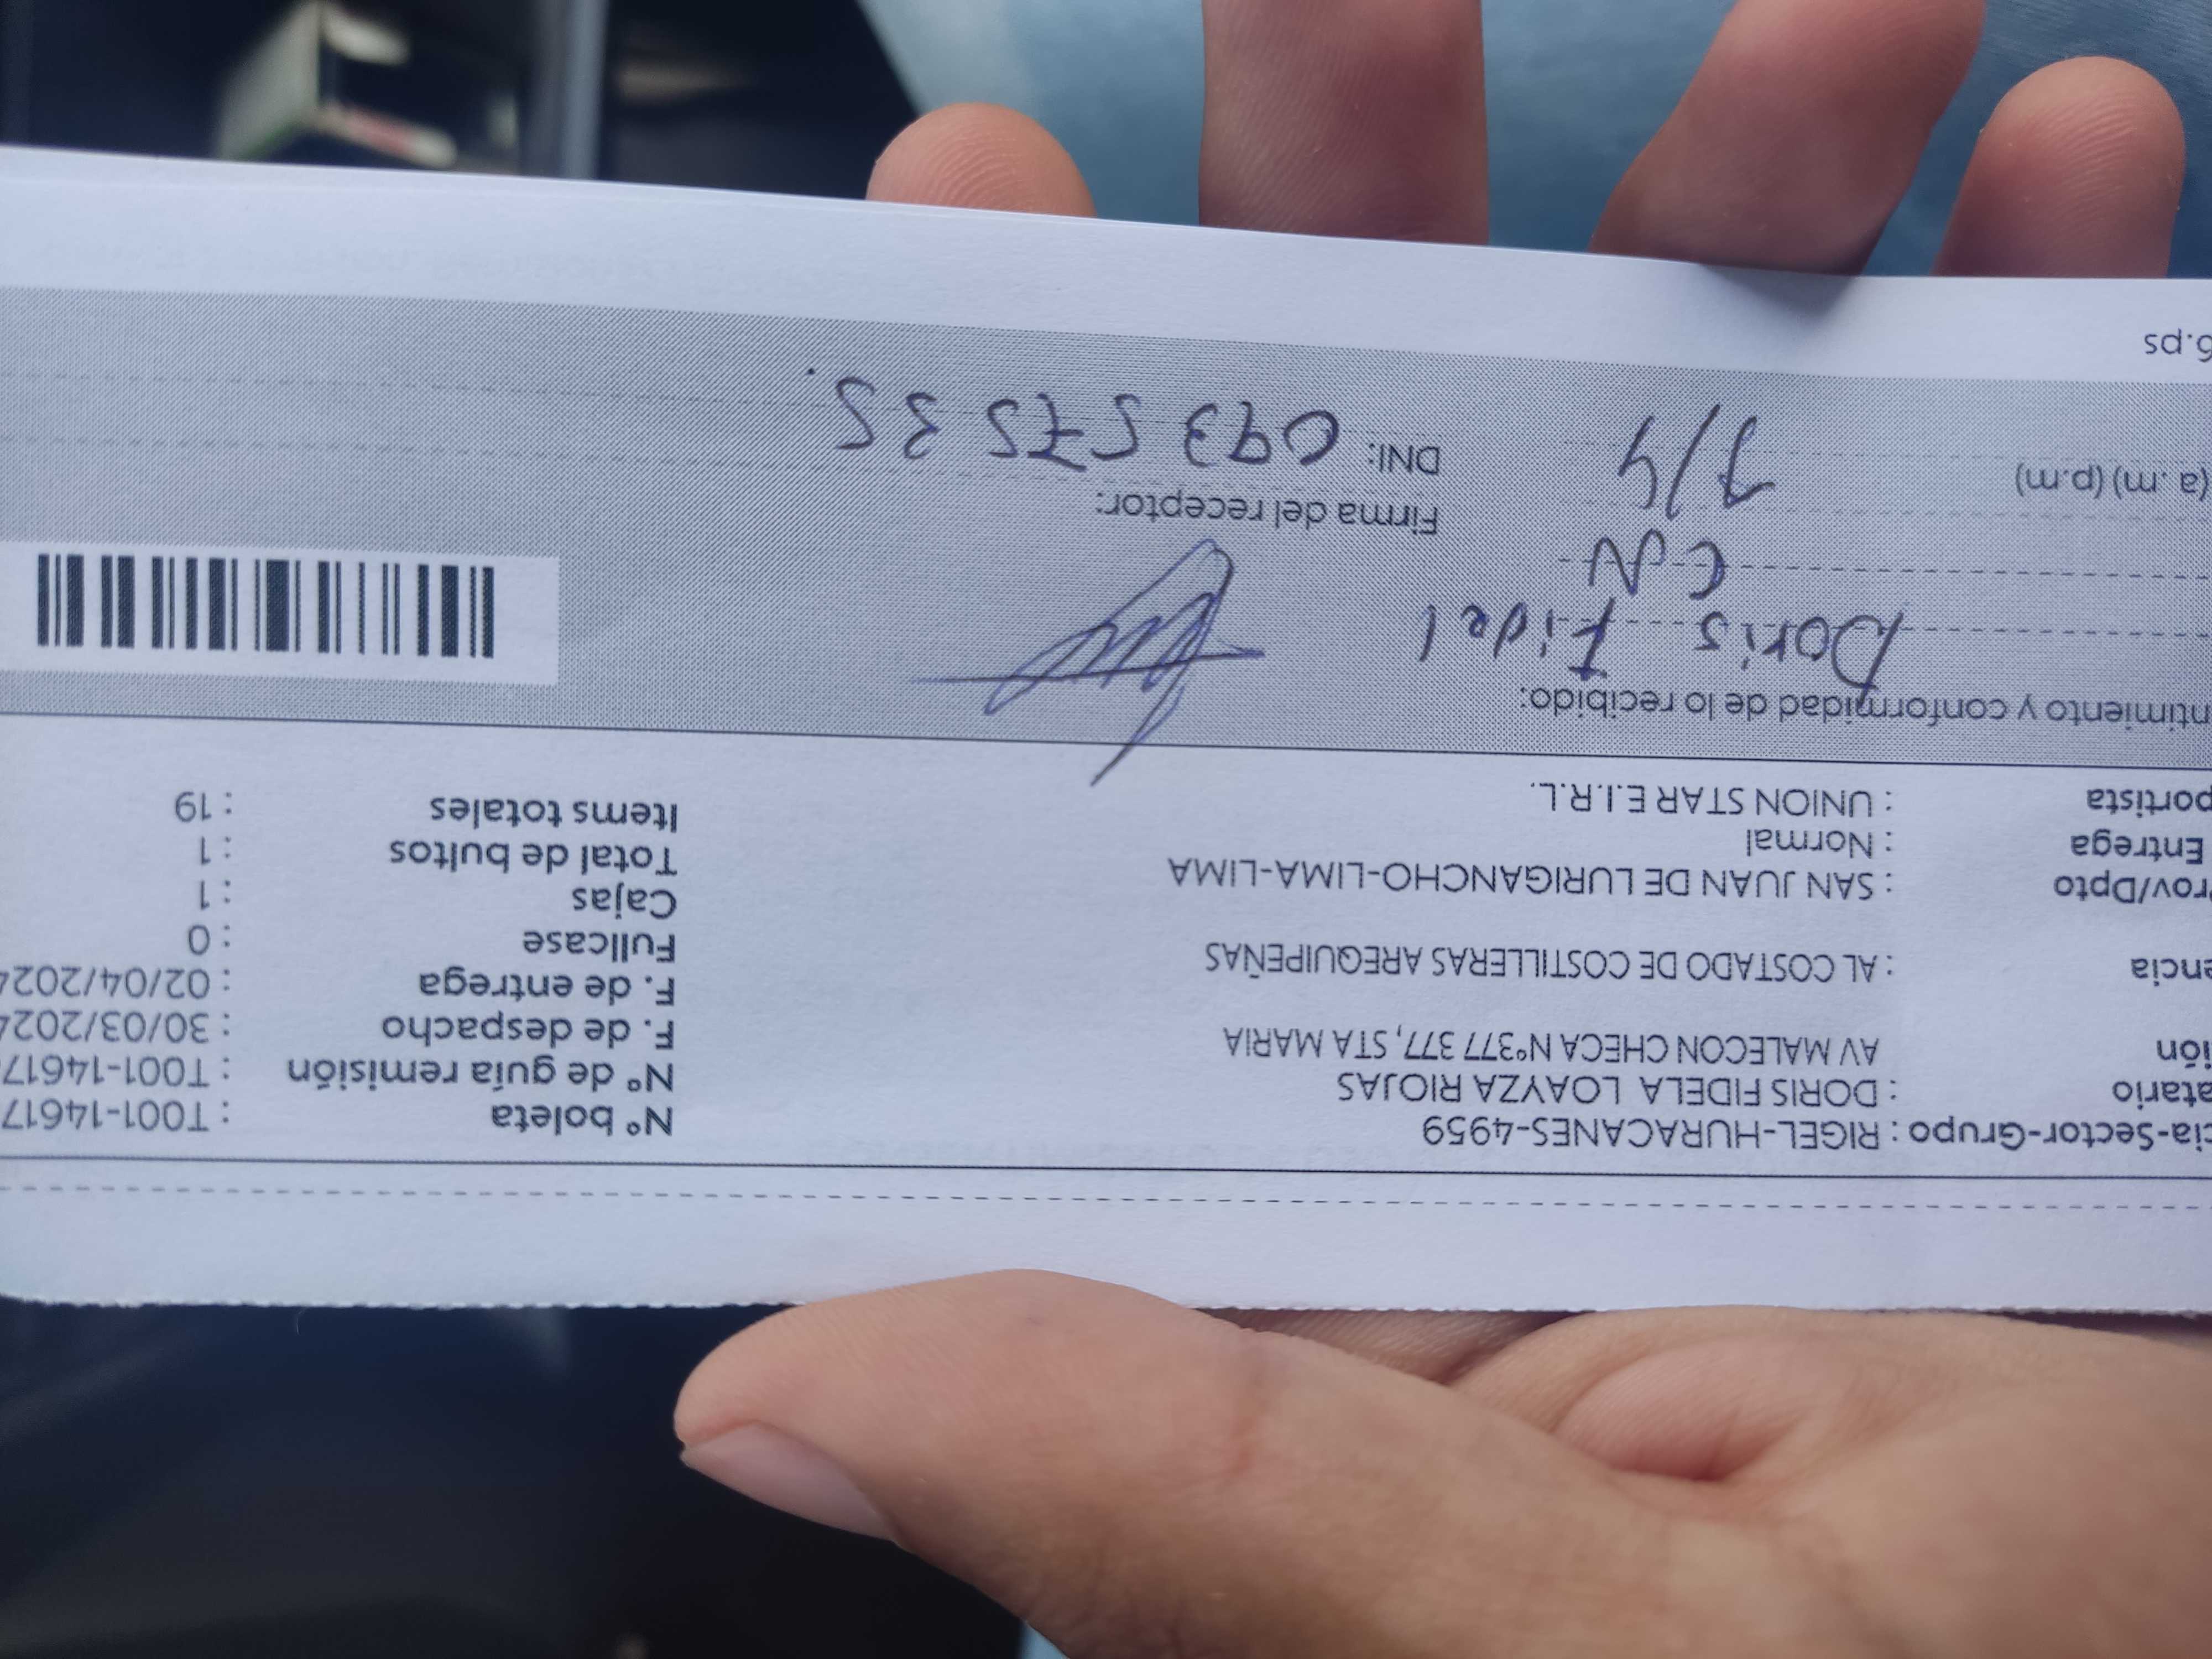 cia-Sector-Grupo : RIGEL-HURACANES-4959
atario : DORIS FIDELA LOAYZA RIOJAS
ión AV MALECON CHECA N°377 377, STA MARIA
encia : AL COSTADO DE COSTILLERAS AREQUIPEÑAS
rov/Dpto : SAN JUAN DE LURIGANCHO-LIMA-LIMA
Entrega : Normal
portista : UNION STAR E.I.R.L.
N° boleta : T001-14617
N° de guía remisión : T001-14617
F. de despacho : 30/03/2024
F. de entrega : 02/04/2024
Fullcase : 0
Cajas : 1
Total de bultos : 1
Items totales : 19
ntimiento y conformidad de lo recibido:
Doris Fidel
CN
Firma del receptor:
(a .m) (p.m) 1/4
DNI: 093 57535.
6.ps